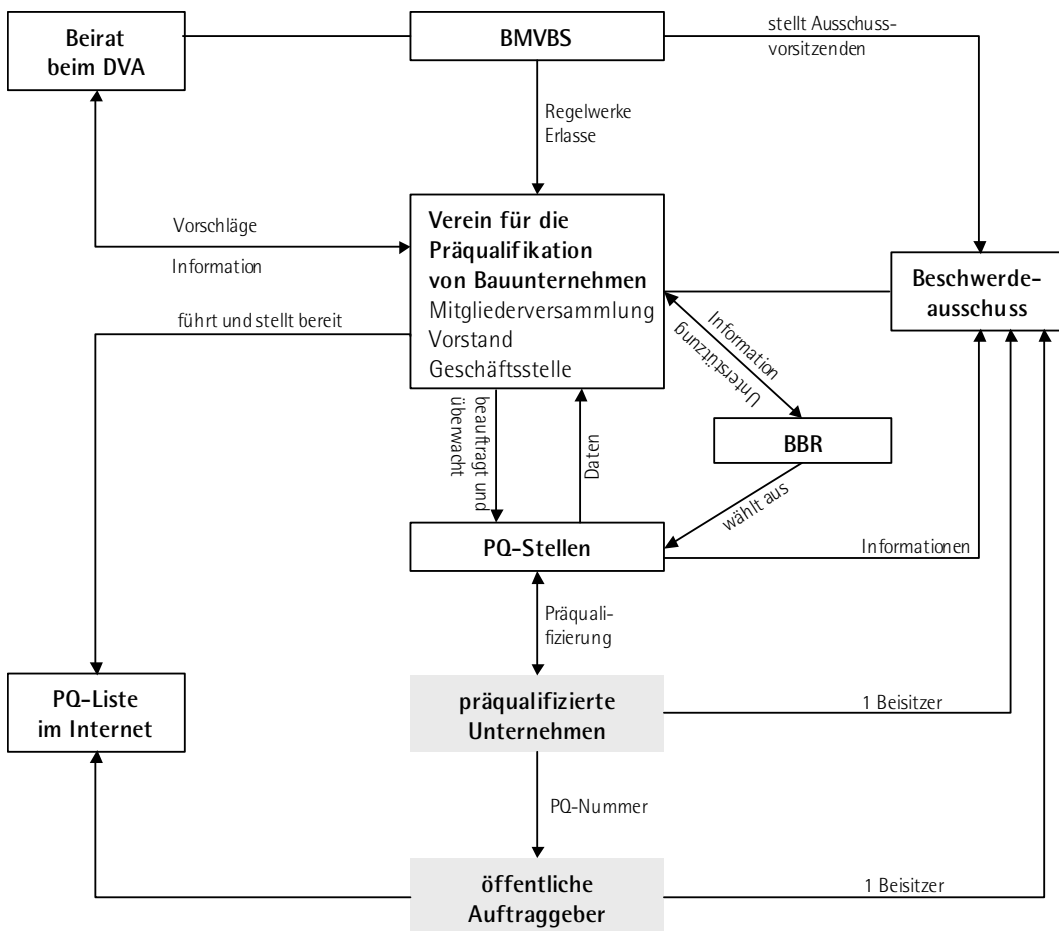 Beirat
beim DVA
BMVBS
stellt Ausschuss-
vorsitzenden
Regelwerke
Erlasse
Vorschläge
Information
Verein für die
Präqualifikation
von Bauunternehmen
Mitgliederversammlung
Vorstand
Geschäftsstelle
Beschwerde-
ausschuss
führt und stellt bereit
Information
Unterstützung
beauftragt und
überwacht
Daten
BBR
wählt aus
PQ-Stellen
Informationen
Präquali-
fizierung
PQ-Liste
im Internet
präqualifizierte
Unternehmen
1 Beisitzer
PQ-Nummer
öffentliche
Auftraggeber
1 Beisitzer